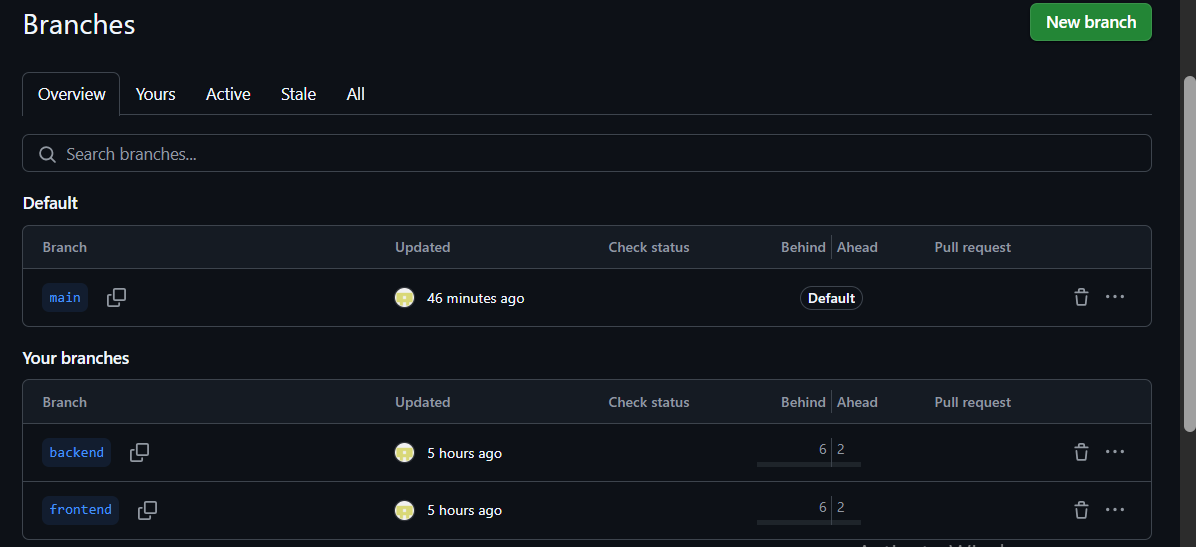 Branches
New branch
Overview Yours Active Stale All
Search branches...
Default
Branch Updated Check status Behind Ahead Pull request
main 46 minutes ago Default
Your branches
Branch Updated Check status Behind Ahead Pull request
backend 5 hours ago 6 2
frontend 5 hours ago 6 2